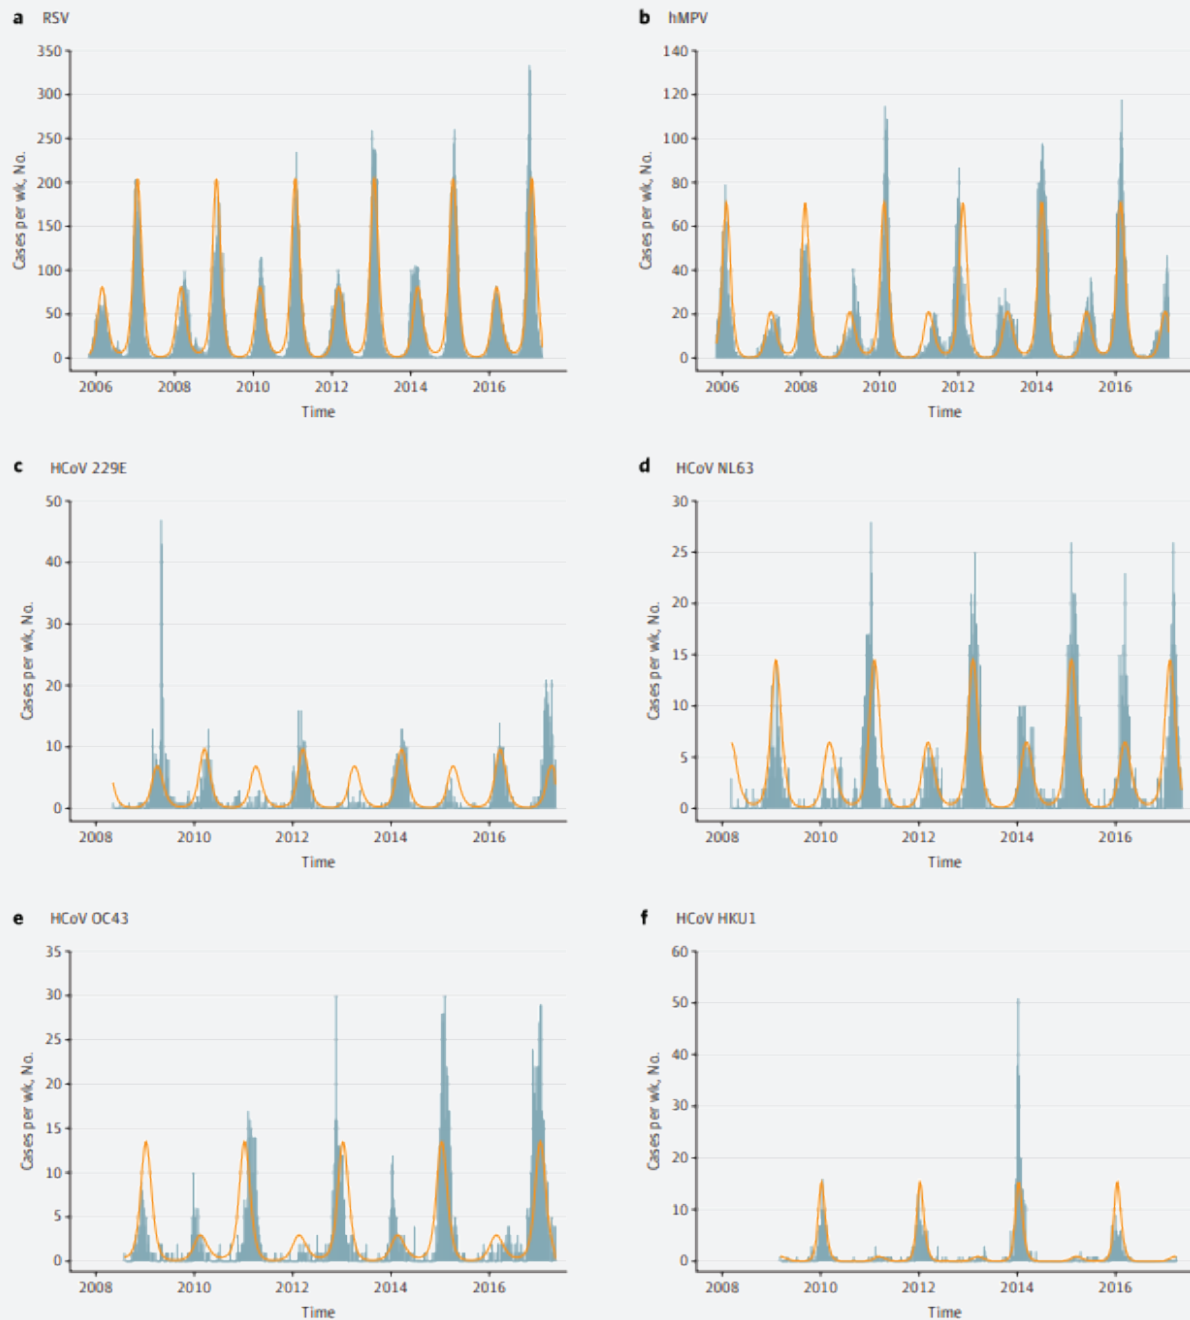 a RSV
350
300
250
200
150
100
50
0
Cases per wk, No.
2006 2008 2010 2012 2014 2016
Time
b hMPV
140
120
100
80
60
40
20
0
Cases per wk, No.
2006 2008 2010 2012 2014 2016
Time
c HCoV 229E
50
40
30
20
10
0
Cases per wk, No.
2008 2010 2012 2014 2016
Time
d HCoV NL63
30
25
20
15
10
5
0
Cases per wk, No.
2008 2010 2012 2014 2016
Time
e HCoV OC43
35
30
25
20
15
10
5
0
Cases per wk, No.
2008 2010 2012 2014 2016
Time
f HCoV HKU1
60
50
40
30
20
10
0
Cases per wk, No.
2008 2010 2012 2014 2016
Time